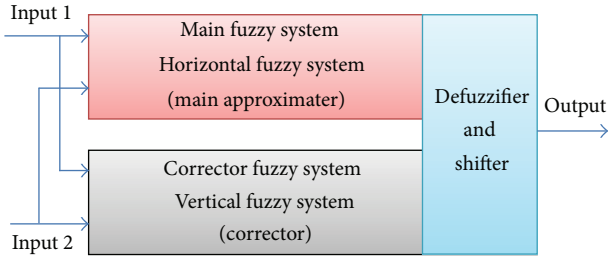 Input 1
Main fuzzy system
Horizontal fuzzy system
(main approximater)
Corrector fuzzy system
Vertical fuzzy system
(corrector)
Input 2
Defuzzifier
and
shifter
Output